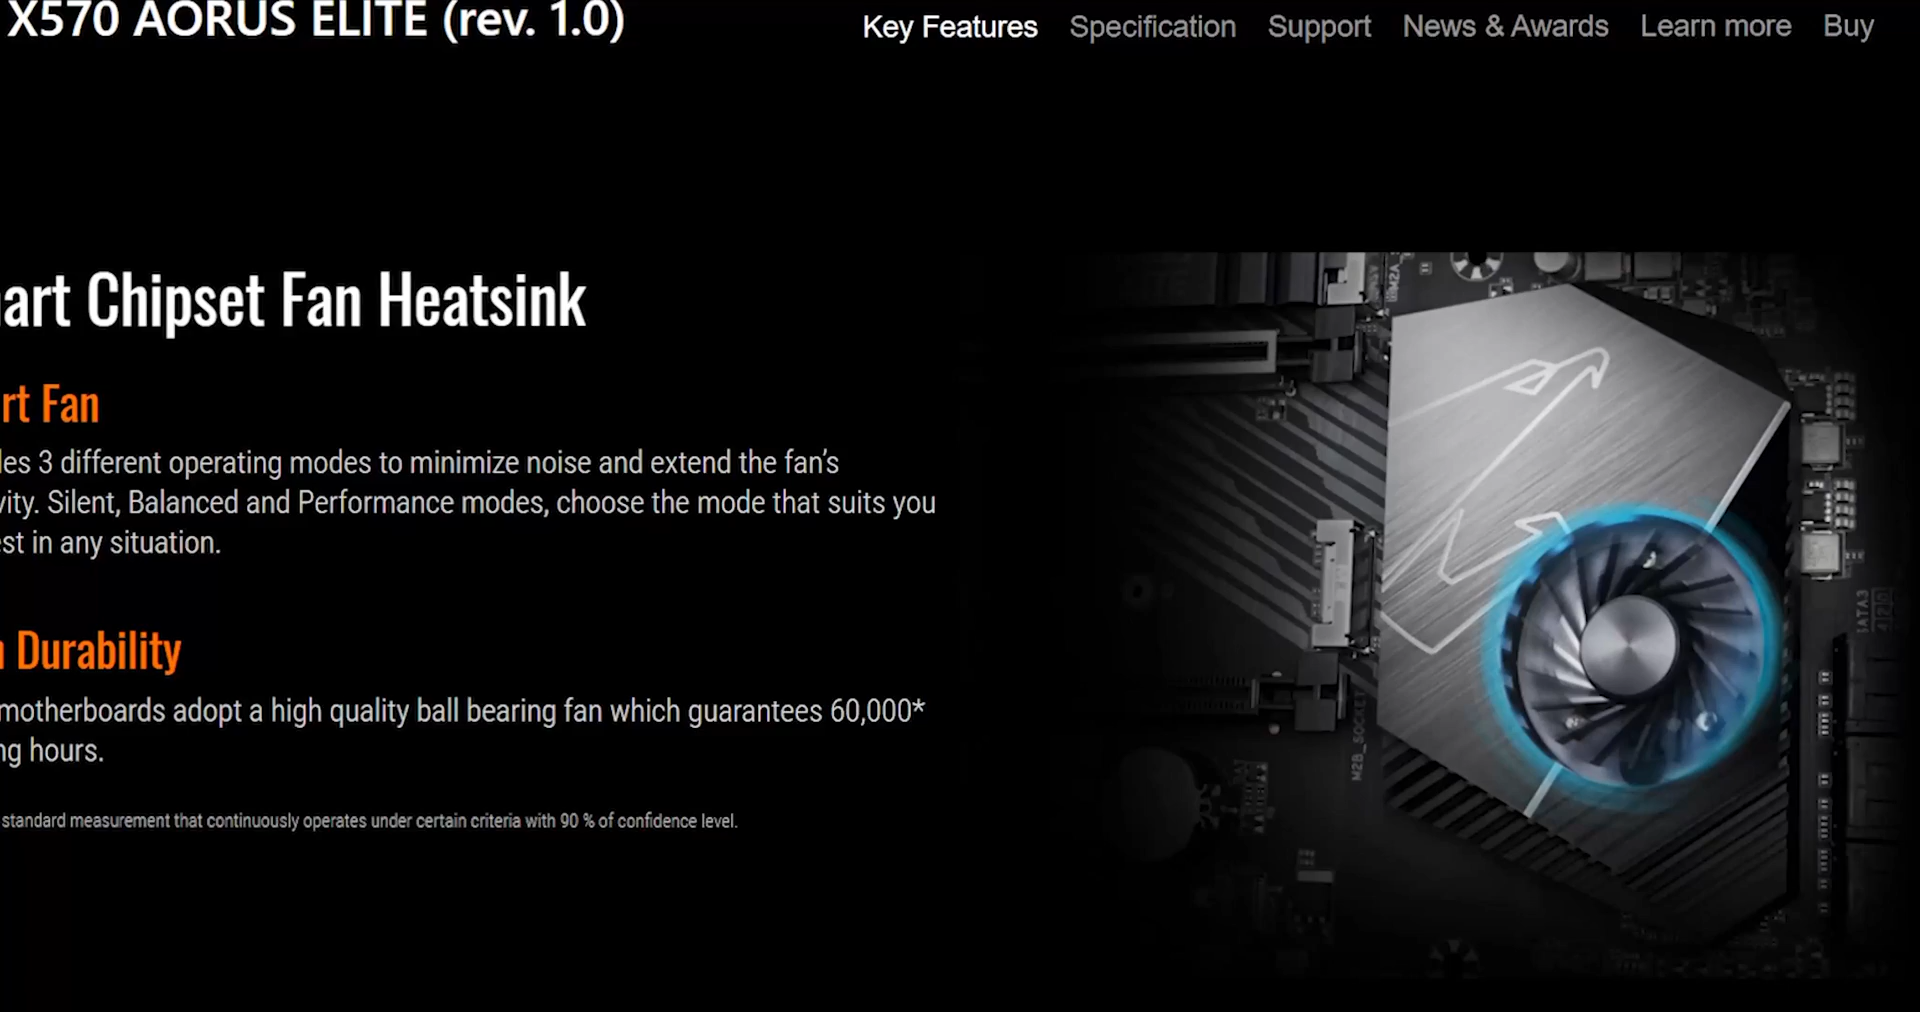 X570 AORUS ELITE (rev. 1.0)
Key Features Specification Support News & Awards Learn more Buy
art Chipset Fan Heatsink
rt Fan
les 3 different operating modes to minimize noise and extend the fan's
vity. Silent, Balanced and Performance modes, choose the mode that suits you
est in any situation.
Durability
motherboards adopt a high quality ball bearing fan which guarantees 60,000*
ng hours.
standard measurement that continuously operates under certain criteria with 90 % of confidence level.
SATA3
M2B_SOCKET